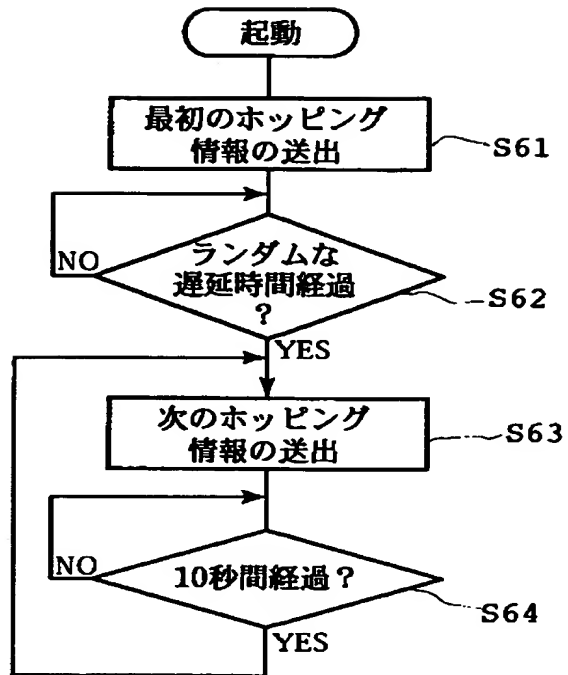 起動
最初のホッピング
情報の送出
S61
NO
ランダムな
遅延時間経過
?
S62
YES
次のホッピング
情報の送出
S63
NO
10秒間経過?
S64
YES